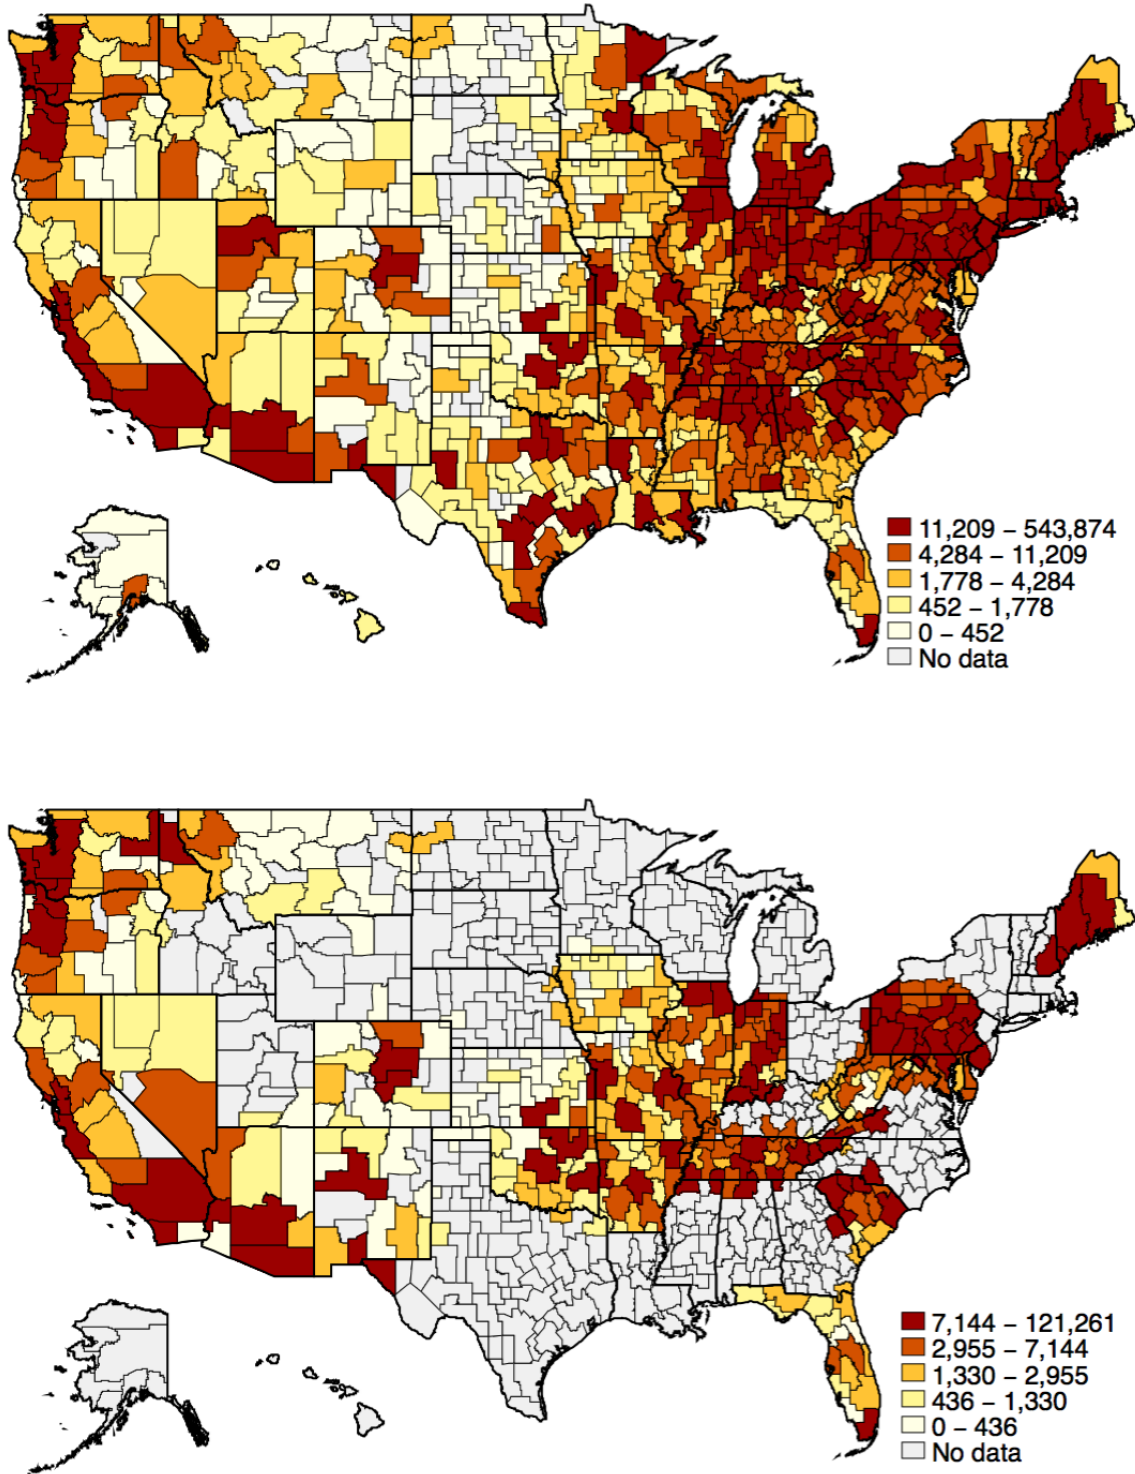 11,209 – 543,874
4,284 – 11,209
1,778 – 4,284
452 – 1,778
0 – 452
No data
7,144 – 121,261
2,955 – 7,144
1,330 – 2,955
436 – 1,330
0 – 436
No data